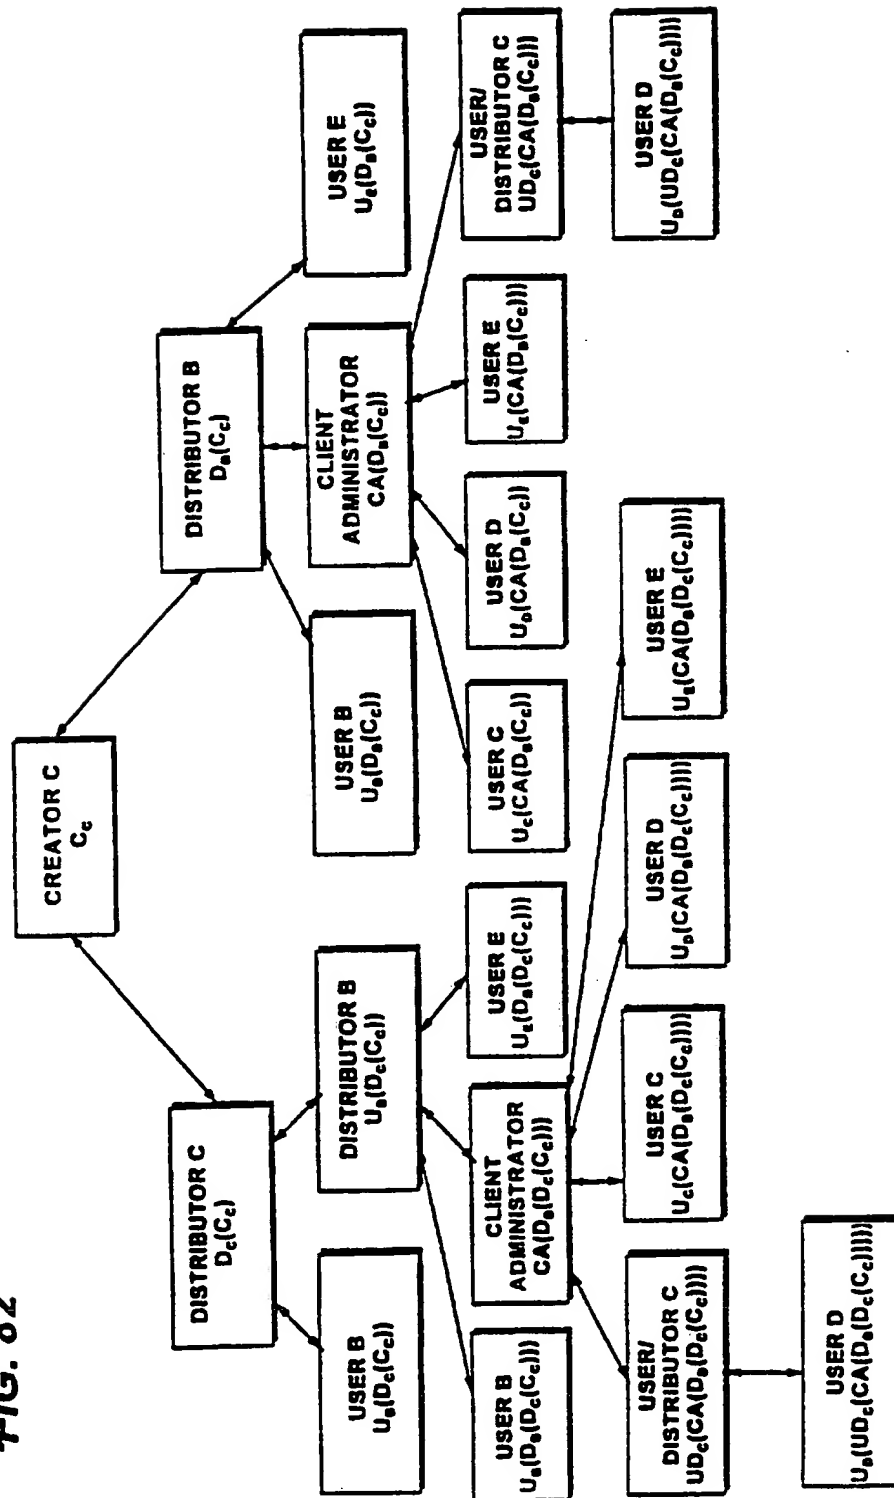 FIG. 82
CREATOR C
C_C
DISTRIBUTOR C
D_C(C_C)
DISTRIBUTOR B
D_B(C_C)
USER B
U_B(D_C(C_C))
DISTRIBUTOR B
U_B(D_C(C_C))
USER B
U_B(D_B(C_C))
CLIENT
ADMINISTRATOR
CA(D_B(C_C))
USER E
U_E(D_B(C_C))
USER B
U_B(D_B(D_C(C_C)))
CLIENT
ADMINISTRATOR
CA(D_B(D_C(C_C)))
USER E
U_E(D_B(D_C(C_C)))
USER C
U_C(CA(D_B(C_C)))
USER D
U_D(CA(D_B(C_C)))
USER E
U_E(CA(D_B(C_C)))
USER/
DISTRIBUTOR C
UD_C(CA(D_B(C_C)))
USER/
DISTRIBUTOR C
UD_C(CA(D_B(D_C(C_C))))
USER C
U_C(CA(D_B(D_C(C_C))))
USER D
U_D(CA(D_B(D_C(C_C))))
USER E
U_E(CA(D_B(D_C(C_C))))
USER D
U_D(UD_C(CA(D_B(C_C))))
USER D
U_D(UD_C(CA(D_B(D_C(C_C)))))